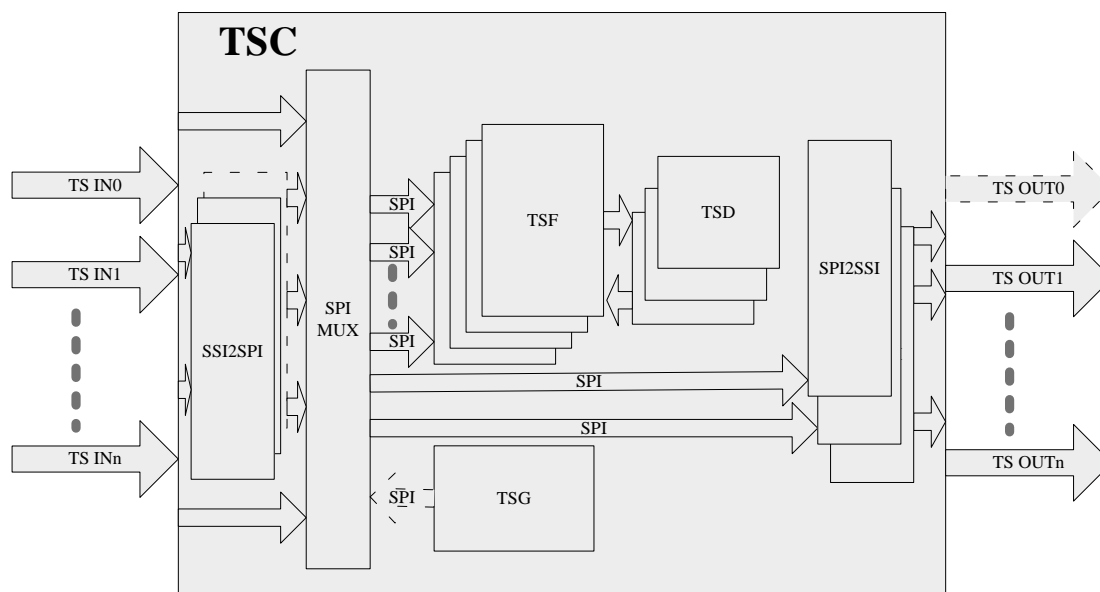 TSC
TS IN0
TS IN1
TS INn
SSI2SPI
SPI
MUX
SPI
SPI
SPI
SPI
SPI
SPI
TSF
TSD
TSG
SPI2SSI
TS OUT0
TS OUT1
TS OUTn